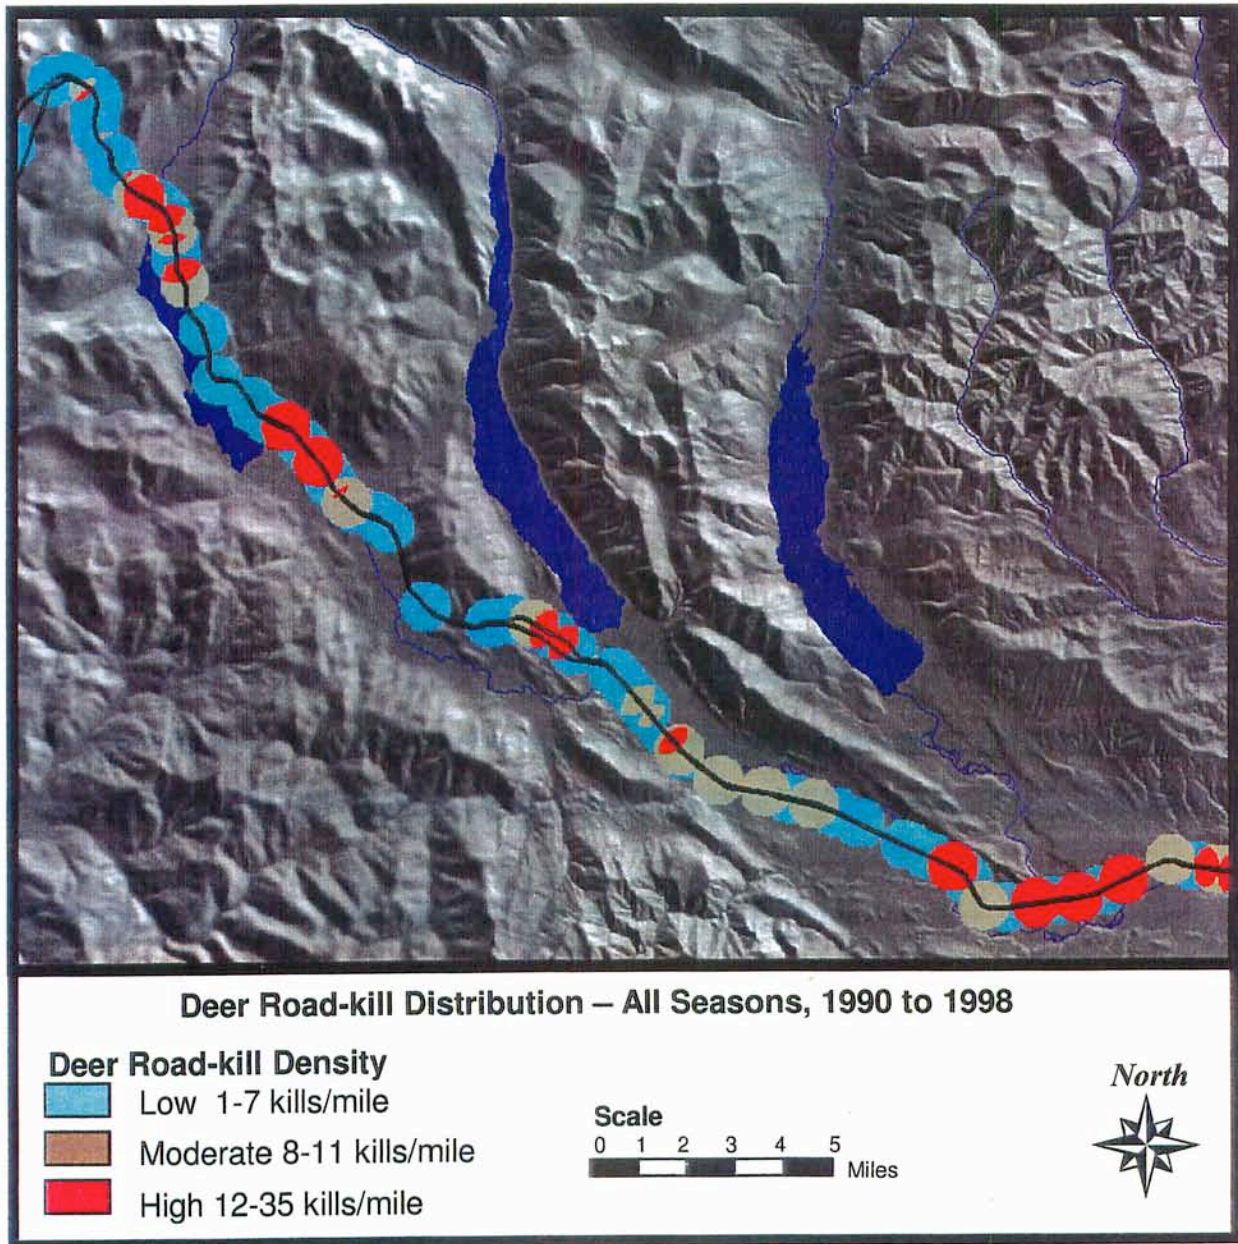 Deer Road-kill Distribution – All Seasons, 1990 to 1998
Deer Road-kill Density
Low 1-7 kills/mile
Moderate 8-11 kills/mile
High 12-35 kills/mile
Scale
0 1 2 3 4 5
Miles
North